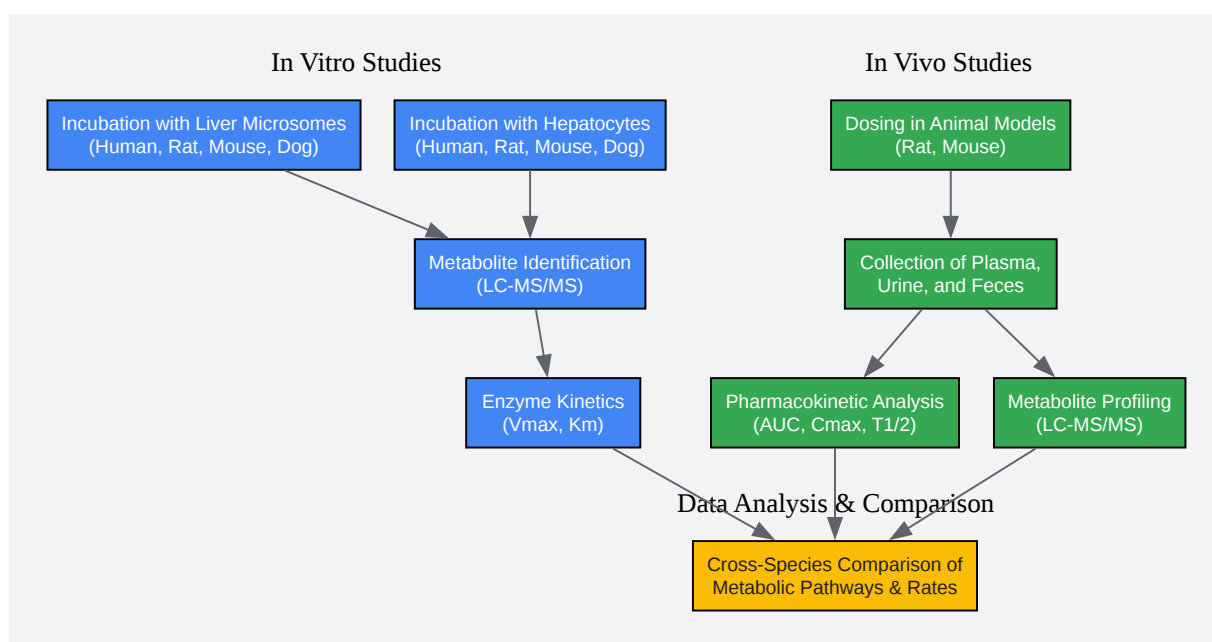 In Vitro Studies
In Vivo Studies
Incubation with Liver Microsomes
(Human, Rat, Mouse, Dog)
Incubation with Hepatocytes
(Human, Rat, Mouse, Dog)
Dosing in Animal Models
(Rat, Mouse)
Metabolite Identification
(LC-MS/MS)
Collection of Plasma,
Urine, and Feces
Enzyme Kinetics
(Vmax, Km)
Pharmacokinetic Analysis
(AUC, Cmax, T1/2)
Metabolite Profiling
(LC-MS/MS)
Data Analysis & Comparison
Cross-Species Comparison of
Metabolic Pathways & Rates